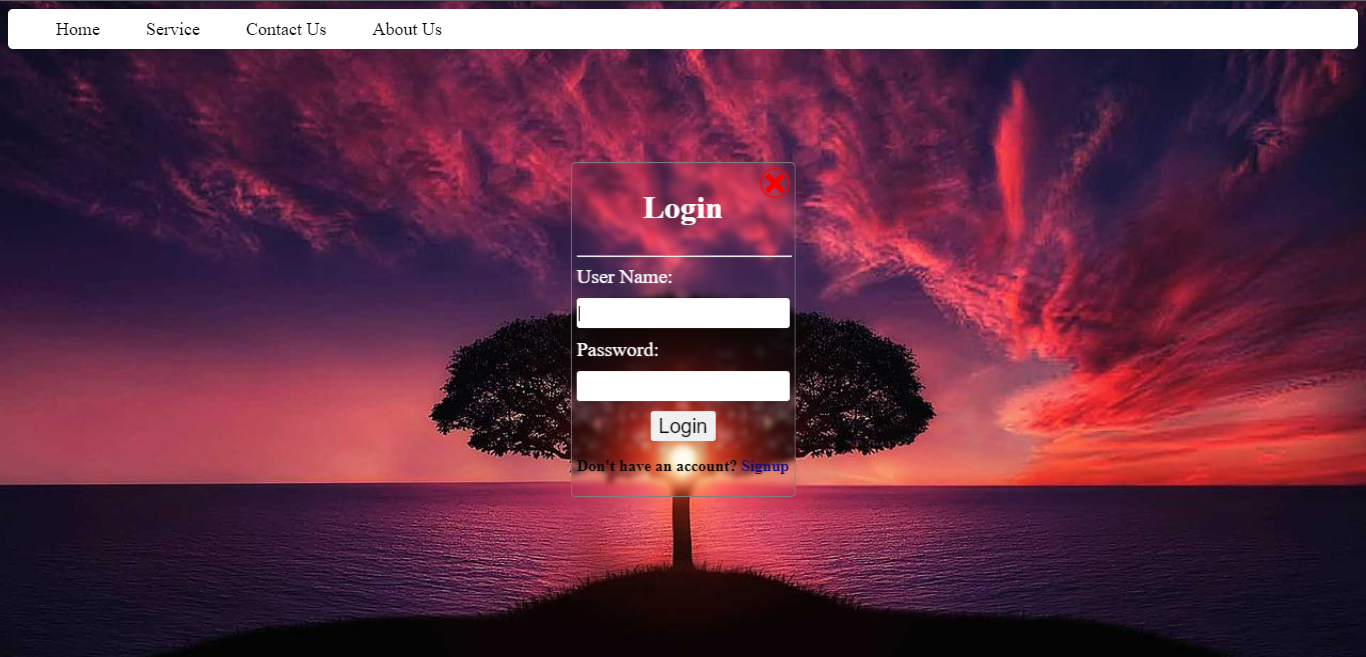 Home Service Contact Us About Us
Login
User Name:
Password:
Login
Don't have an account? Signup